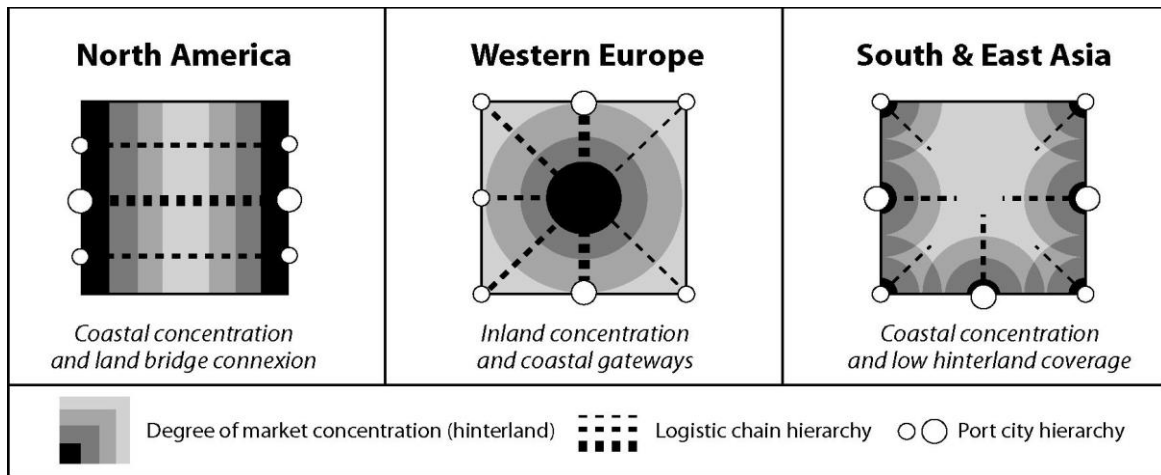 North America
Western Europe
South & East Asia
Coastal concentration
and land bridge connexion
Inland concentration
and coastal gateways
Coastal concentration
and low hinterland coverage
Degree of market concentration (hinterland)
Logistic chain hierarchy
Port city hierarchy